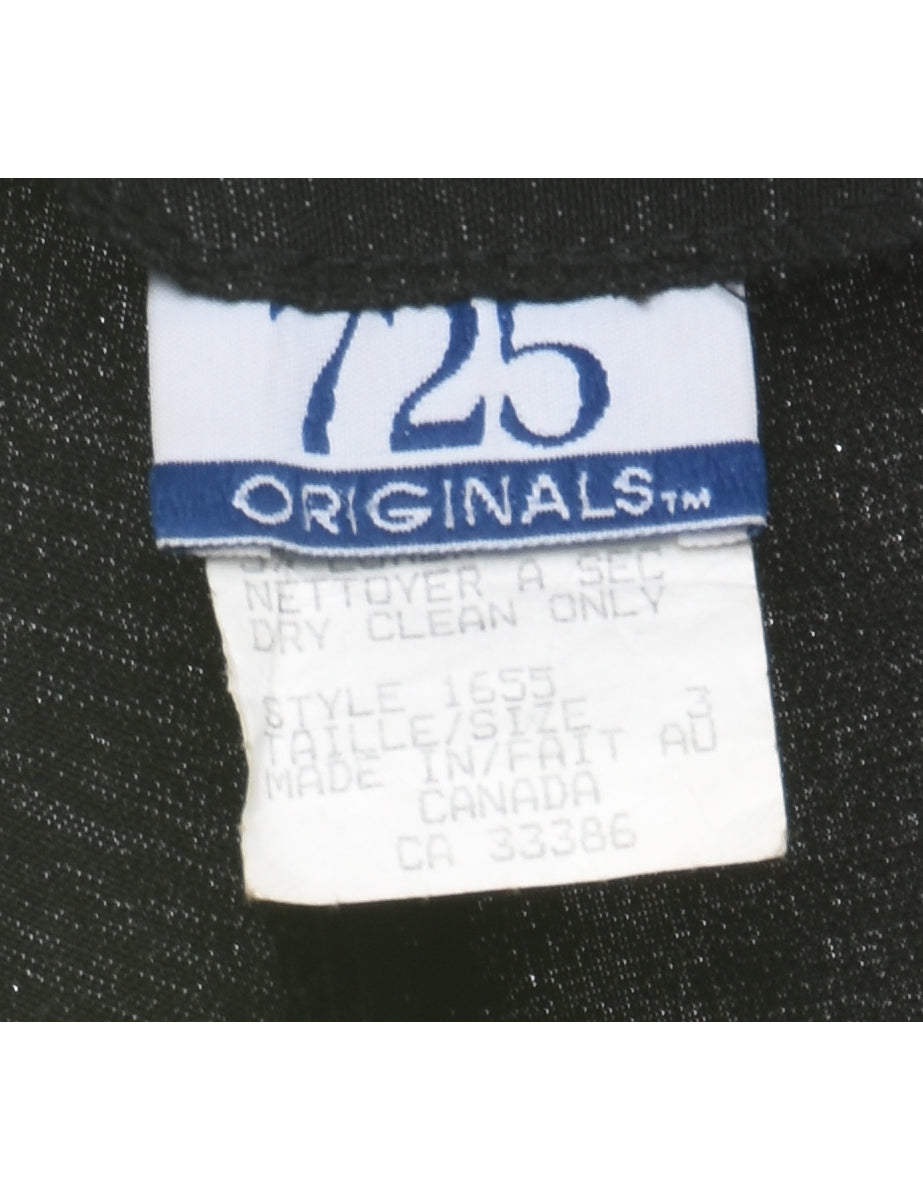 725
ORIGINALS™
NETTOYER A SEC
DRY CLEAN ONLY
STYLE 1655
TAILLE/SIZE 3
MADE IN/FAIT AU
CANADA
CA 33386